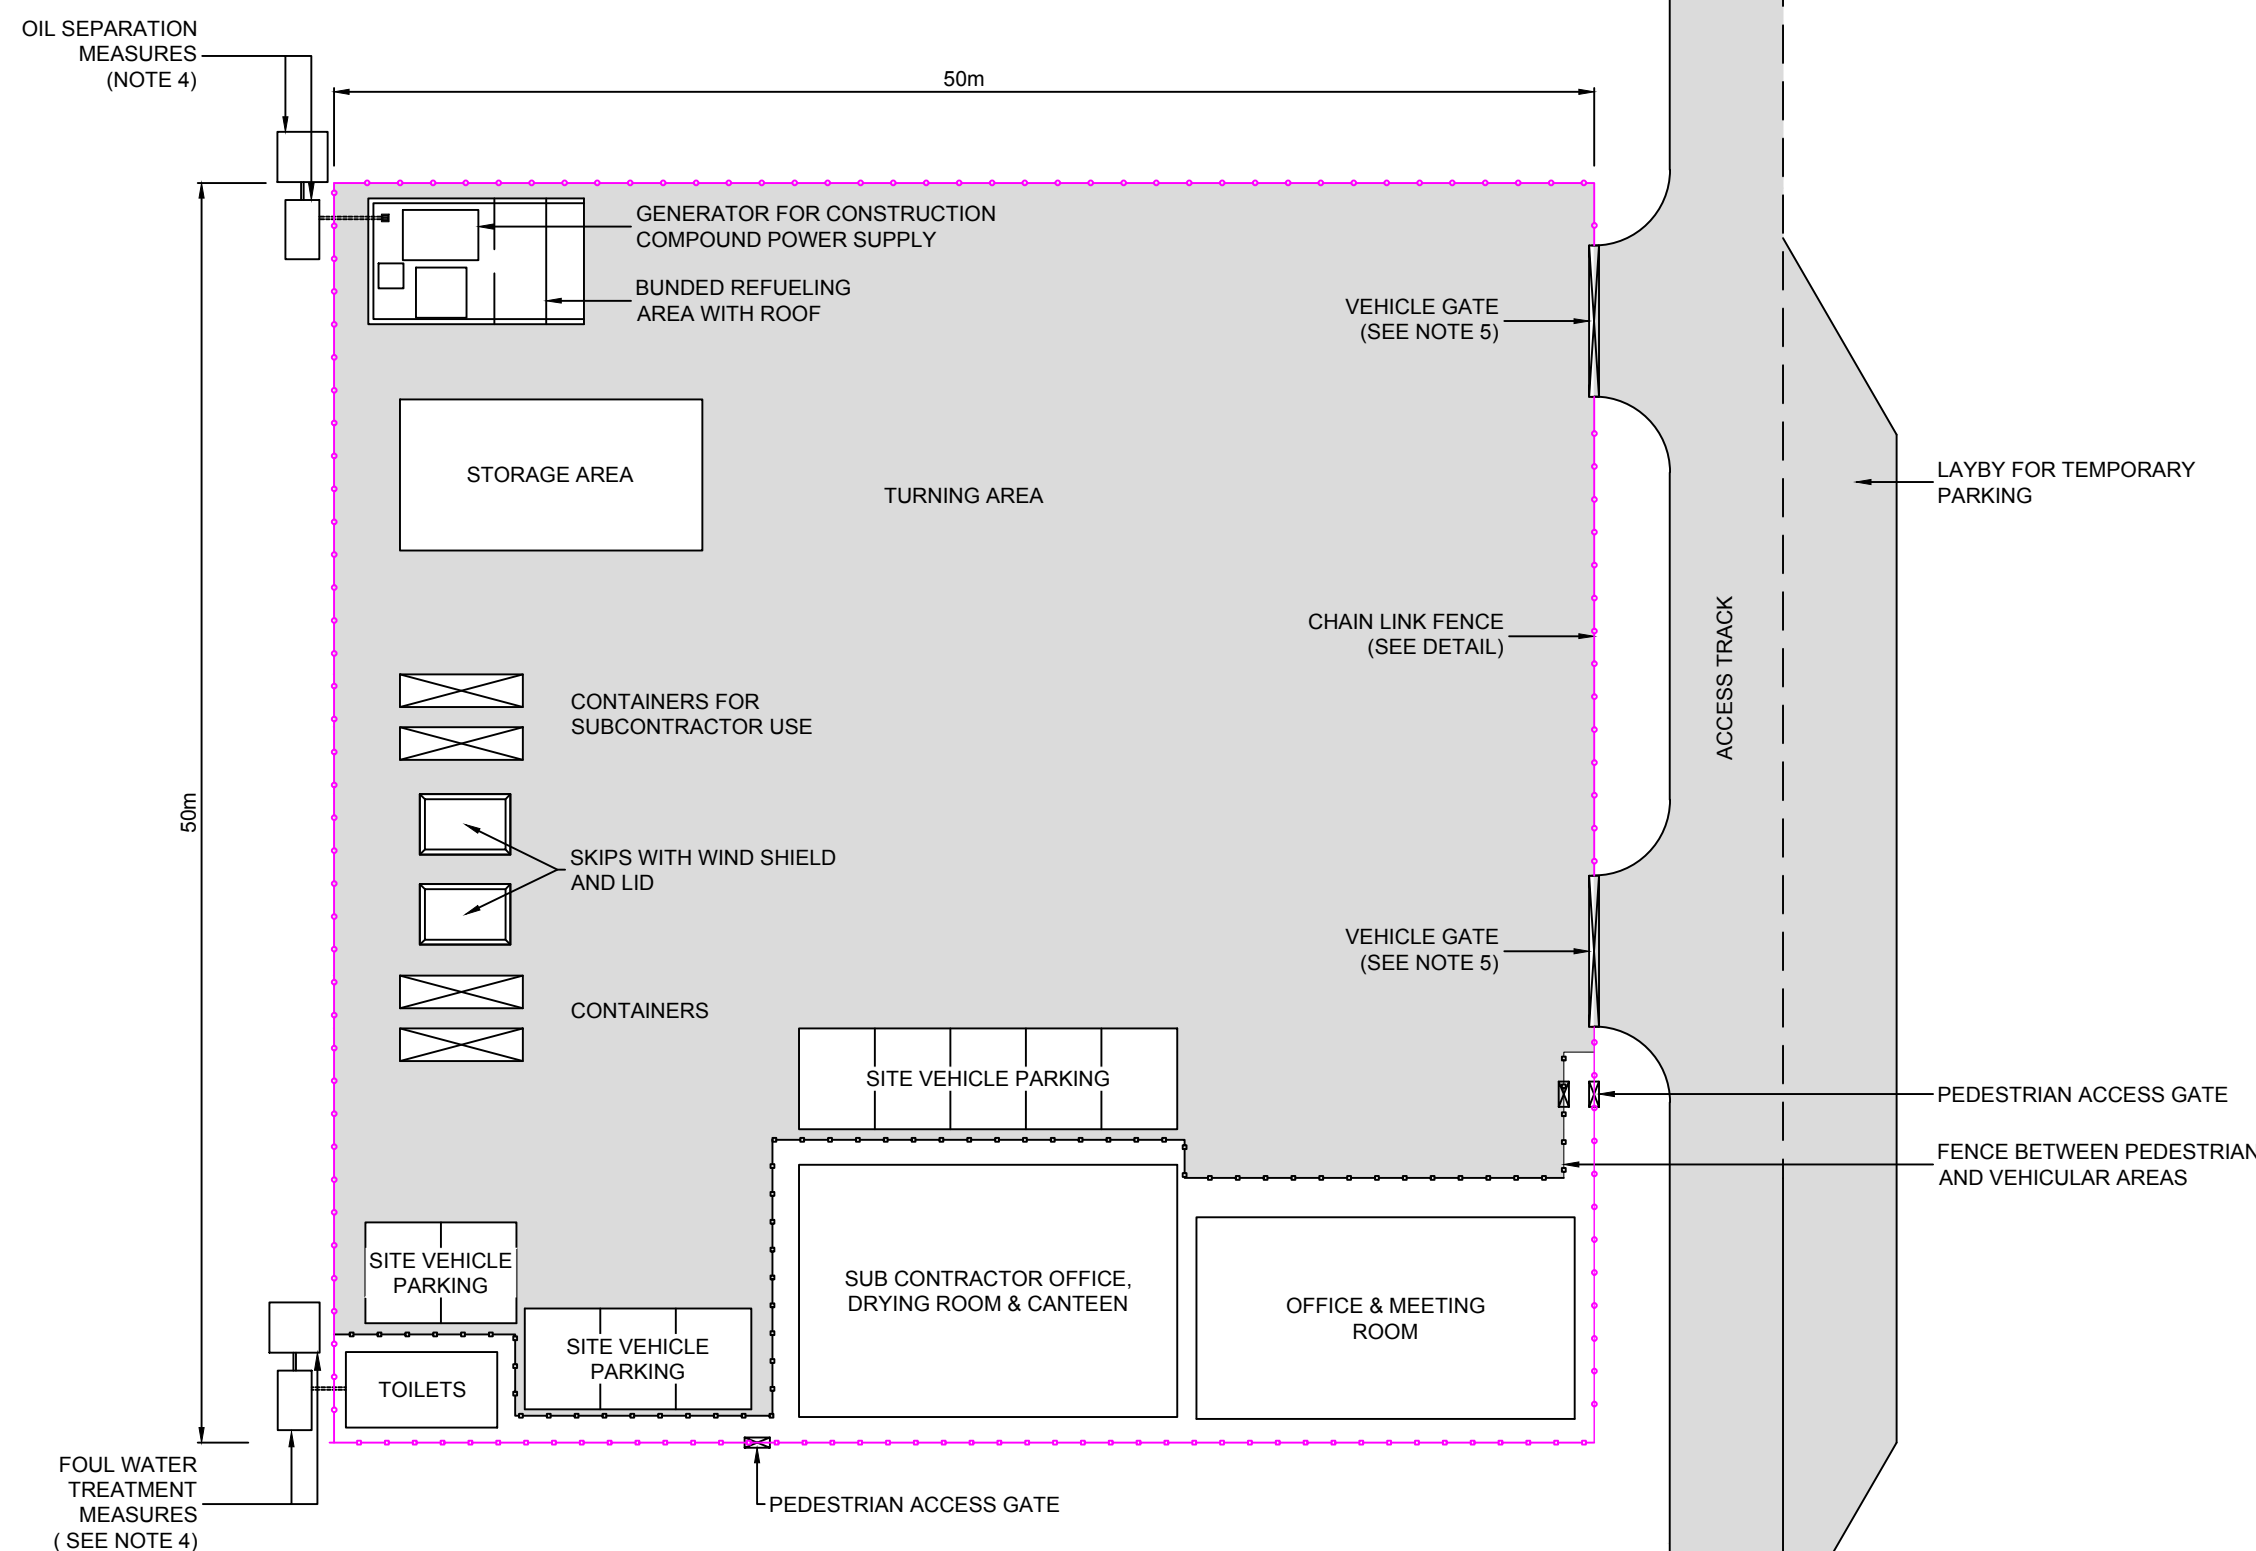 OIL SEPARATION
MEASURES
(NOTE 4)
50m
GENERATOR FOR CONSTRUCTION
COMPOUND POWER SUPPLY
BUNDED REFUELING
AREA WITH ROOF
VEHICLE GATE
(SEE NOTE 5)
STORAGE AREA
TURNING AREA
LAYBY FOR TEMPORARY
PARKING
CHAIN LINK FENCE
(SEE DETAIL)
ACCESS TRACK
CONTAINERS FOR
SUBCONTRACTOR USE
50m
SKIPS WITH WIND SHIELD
AND LID
VEHICLE GATE
(SEE NOTE 5)
CONTAINERS
SITE VEHICLE PARKING
PEDESTRIAN ACCESS GATE
FENCE BETWEEN PEDESTRIAN
AND VEHICULAR AREAS
SITE VEHICLE
PARKING
SUB CONTRACTOR OFFICE,
DRYING ROOM & CANTEEN
OFFICE & MEETING
ROOM
SITE VEHICLE
PARKING
TOILETS
FOUL WATER
TREATMENT
MEASURES
( SEE NOTE 4)
PEDESTRIAN ACCESS GATE